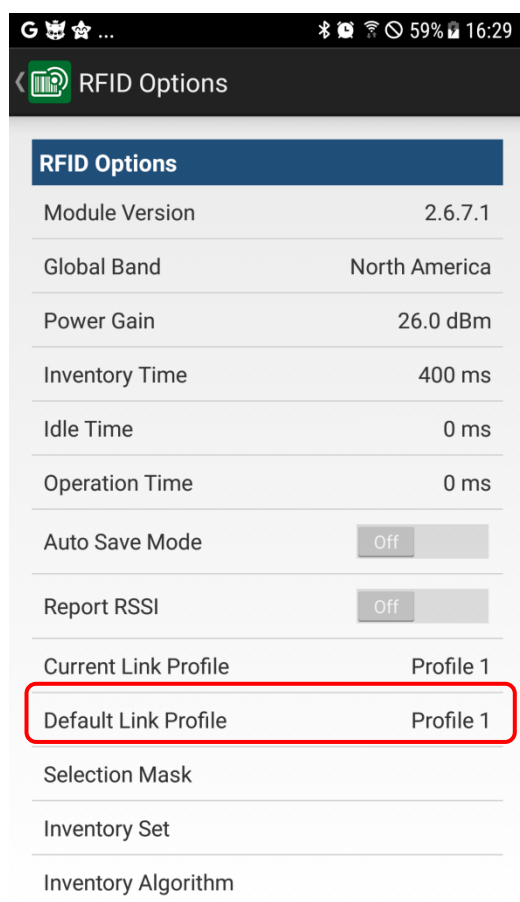 G ... 59% 16:29
RFID Options
RFID Options
Module Version 2.6.7.1
Global Band North America
Power Gain 26.0 dBm
Inventory Time 400 ms
Idle Time 0 ms
Operation Time 0 ms
Auto Save Mode Off
Report RSSI Off
Current Link Profile Profile 1
Default Link Profile Profile 1
Selection Mask
Inventory Set
Inventory Algorithm